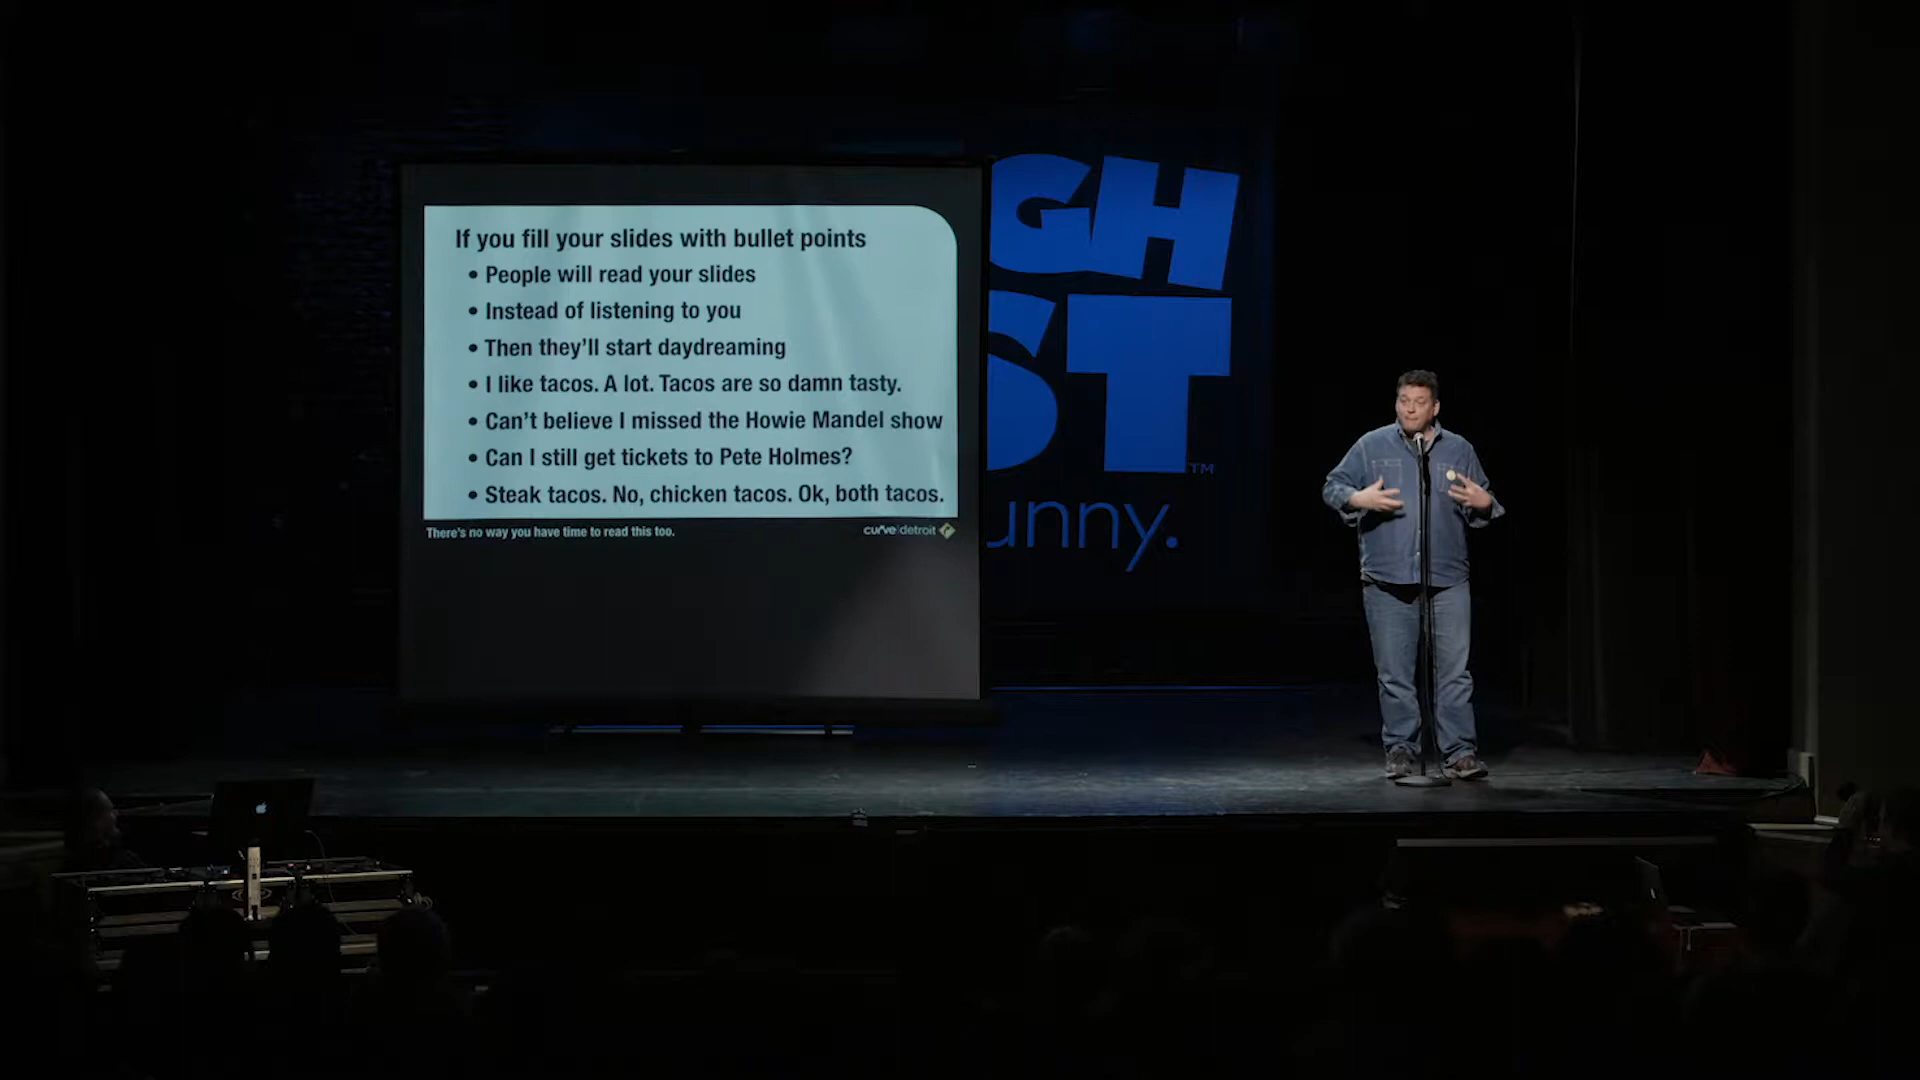 If you fill your slides with bullet points
• People will read your slides
• Instead of listening to you
• Then they’ll start daydreaming
• I like tacos. A lot. Tacos are so damn tasty.
• Can’t believe I missed the Howie Mandel show
• Can I still get tickets to Pete Holmes?
• Steak tacos. No, chicken tacos. Ok, both tacos.
There’s no way you have time to read this too.
curve detroit
GH
ST™
unny.